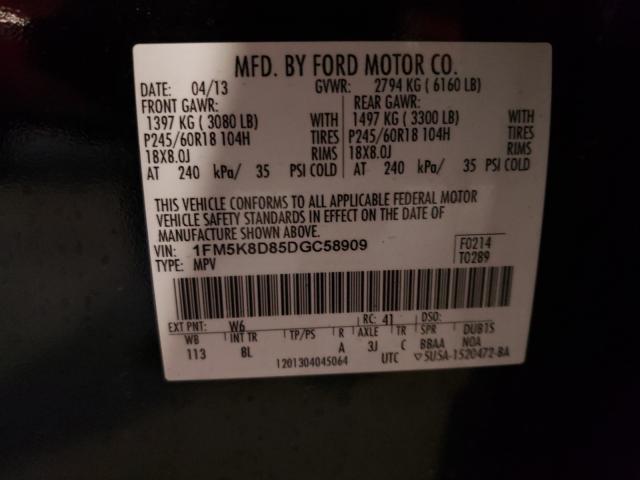 MFD. BY FORD MOTOR CO.
DATE: 04/13 GVWR: 2794 KG ( 6160 LB)
FRONT GAWR: REAR GAWR:
1397 KG ( 3080 LB) WITH 1497 KG ( 3300 LB) WITH
P245/60R18 104H TIRES P245/60R18 104H TIRES
18X8.0J RIMS 18X8.0J RIMS
AT 240 kPa/ 35 PSI COLD AT 240 kPa/ 35 PSI COLD
THIS VEHICLE CONFORMS TO ALL APPLICABLE FEDERAL MOTOR
VEHICLE SAFETY STANDARDS IN EFFECT ON THE DATE OF
MANUFACTURE SHOWN ABOVE.
VIN: 1FM5K8D85DGC58909 F0214
TYPE: MPV T0289
EXT PNT: W6 RC: 41 DSO:
WB INT TR TP/PS R AXLE TR SPR DUB1S
113 8L A 3J C BBAA NOA
1201304045064 UTC ▽5U5A-1520472-BA